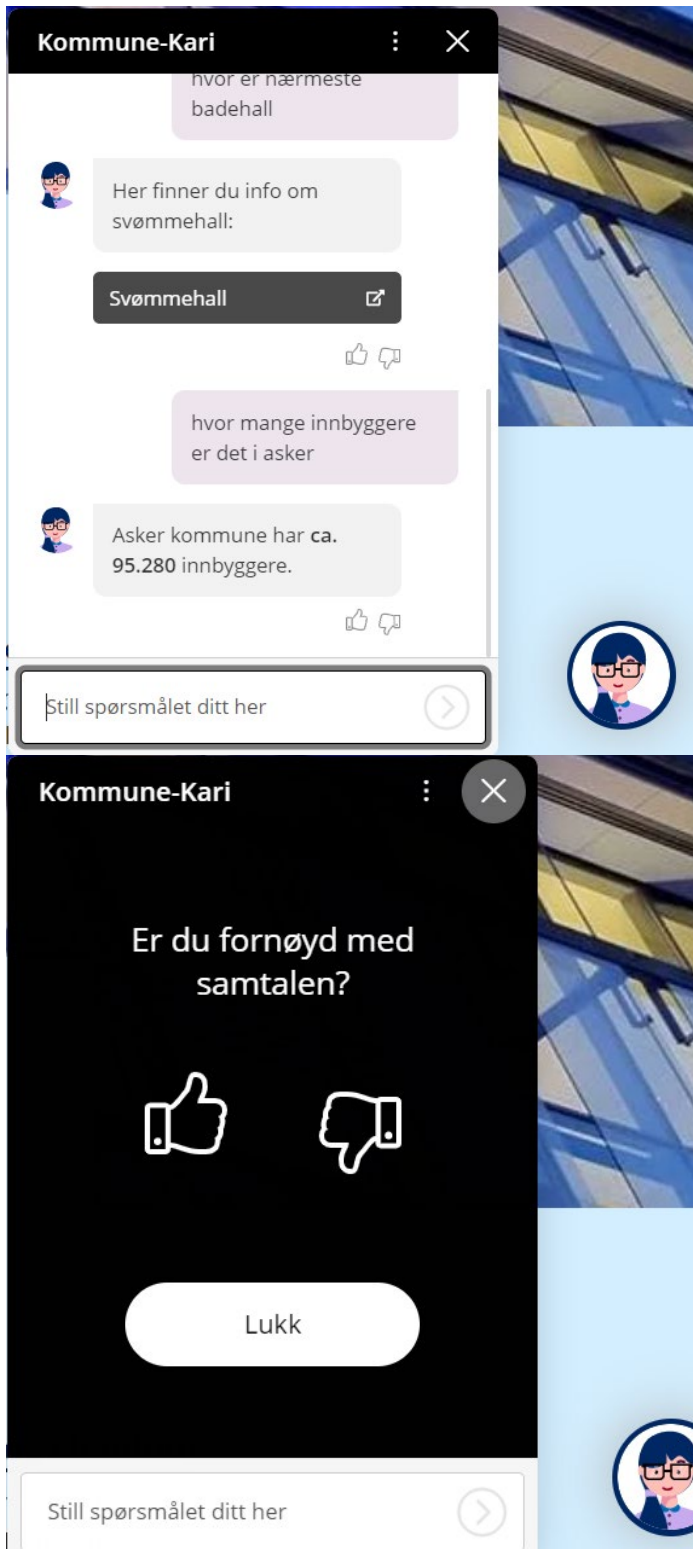 Kommune-Kari
hvor er nærmeste
badehall
Her finner du info om
svømmehall:
Svømmehall
hvor mange innbyggere
er det i asker
Asker kommune har ca.
95.280 innbyggere.
Still spørsmålet ditt her
Kommune-Kari
Er du fornøyd med
samtalen?
Lukk
Still spørsmålet ditt her